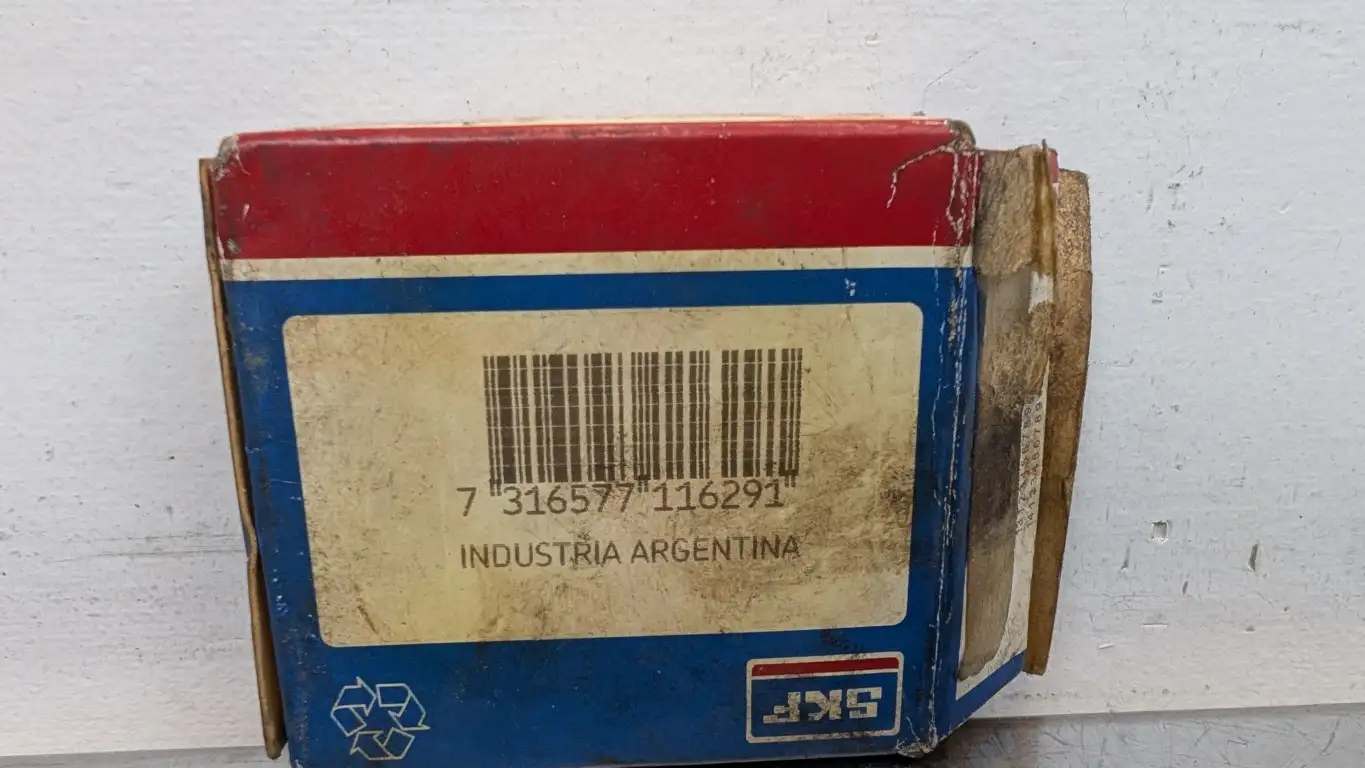 7 316577 116291
INDUSTRIA ARGENTINA
SKF